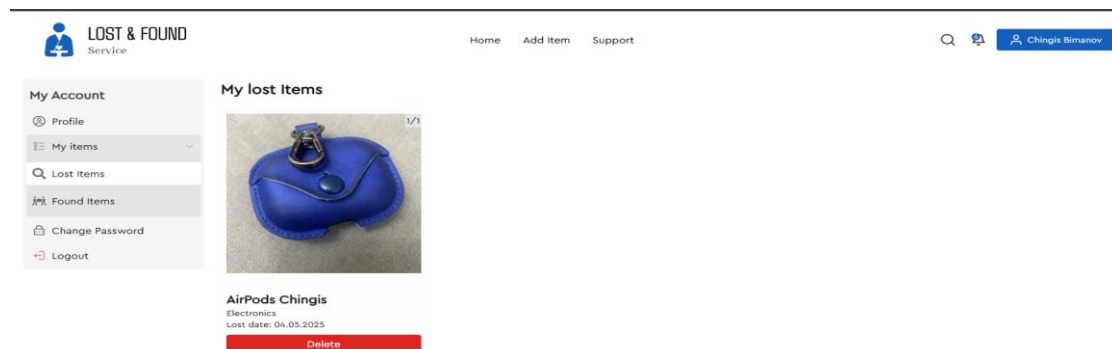 LOST & FOUND
Service
Home Add Item Support
Chingis Bimanov
My Account
Profile
My items
Lost Items
Found Items
Change Password
Logout
My lost Items
1/1
AirPods Chingis
Electronics
Lost date: 04.05.2025
Delete